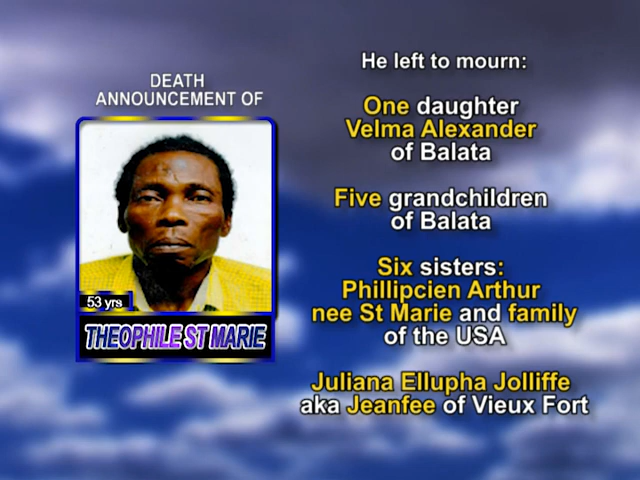 DEATH
ANNOUNCEMENT OF
53 yrs
THEOPHILE ST MARIE
He left to mourn:
One daughter
Velma Alexander
of Balata
Five grandchildren
of Balata
Six sisters:
Phillipcien Arthur
nee St Marie and family
of the USA
Juliana Ellupha Jolliffe
aka Jeanfee of Vieux Fort